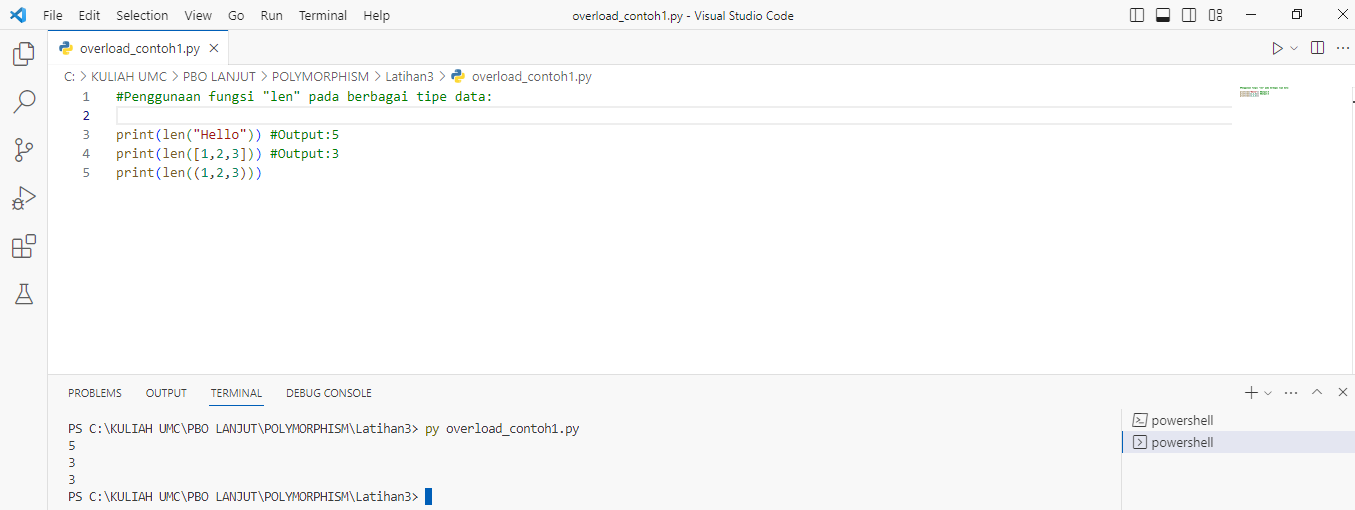 File Edit Selection View Go Run Terminal Help overload_contoh1.py - Visual Studio Code
overload_contoh1.py
C: > KULIAH UMC > PBO LANJUT > POLYMORPHISM > Latihan3 > overload_contoh1.py
1 #Penggunaan fungsi "len" pada berbagai tipe data:
2
3 print(len("Hello")) #Output:5
4 print(len([1,2,3])) #Output:3
5 print(len((1,2,3)))
PROBLEMS OUTPUT TERMINAL DEBUG CONSOLE
PS C:\KULIAH UMC\PBO LANJUT\POLYMORPHISM\Latihan3> py overload_contoh1.py
5
3
3
PS C:\KULIAH UMC\PBO LANJUT\POLYMORPHISM\Latihan3>
powershell
powershell